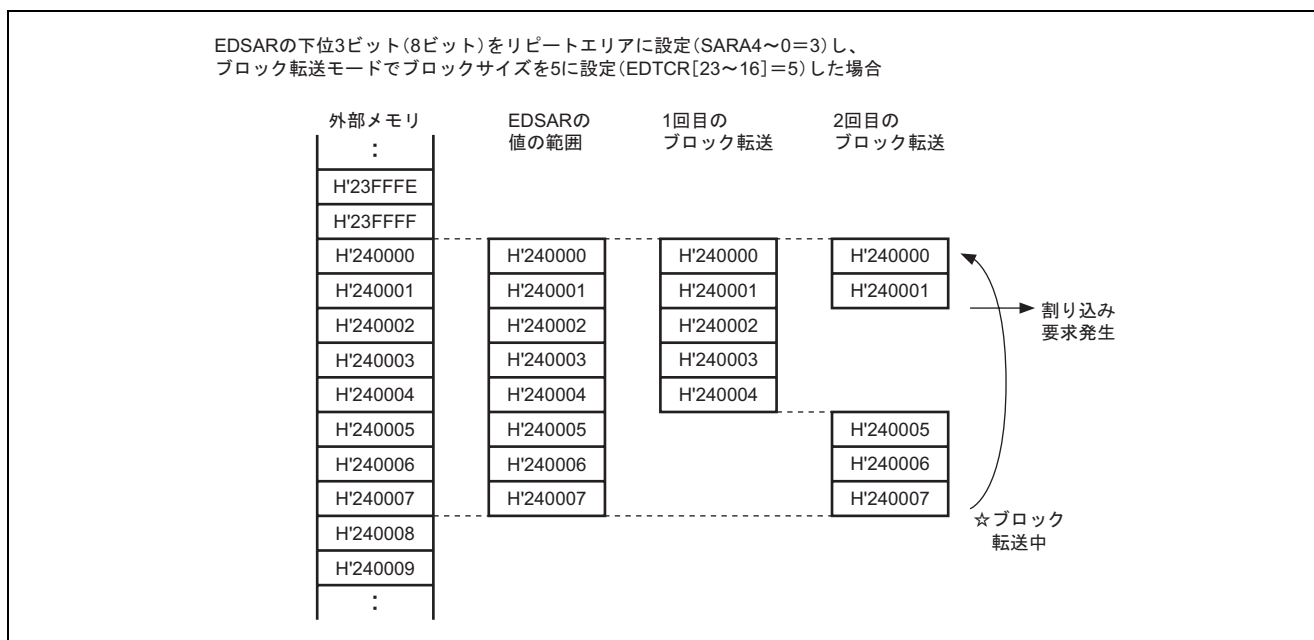 EDSARの下位3ビット(8ビット)をリピートエリアに設定(SARA4～0＝3)し、
ブロック転送モードでブロックサイズを5に設定(EDTCR[23～16]＝5)した場合
外部メモリ
:
H'23FFFE
H'23FFFF
H'240000
H'240001
H'240002
H'240003
H'240004
H'240005
H'240006
H'240007
H'240008
H'240009
:
EDSARの
値の範囲
H'240000
H'240001
H'240002
H'240003
H'240004
H'240005
H'240006
H'240007
1回目の
ブロック転送
H'240000
H'240001
H'240002
H'240003
H'240004
2回目の
ブロック転送
H'240000
H'240001
H'240005
H'240006
H'240007
割り込み
要求発生
☆ブロック
転送中